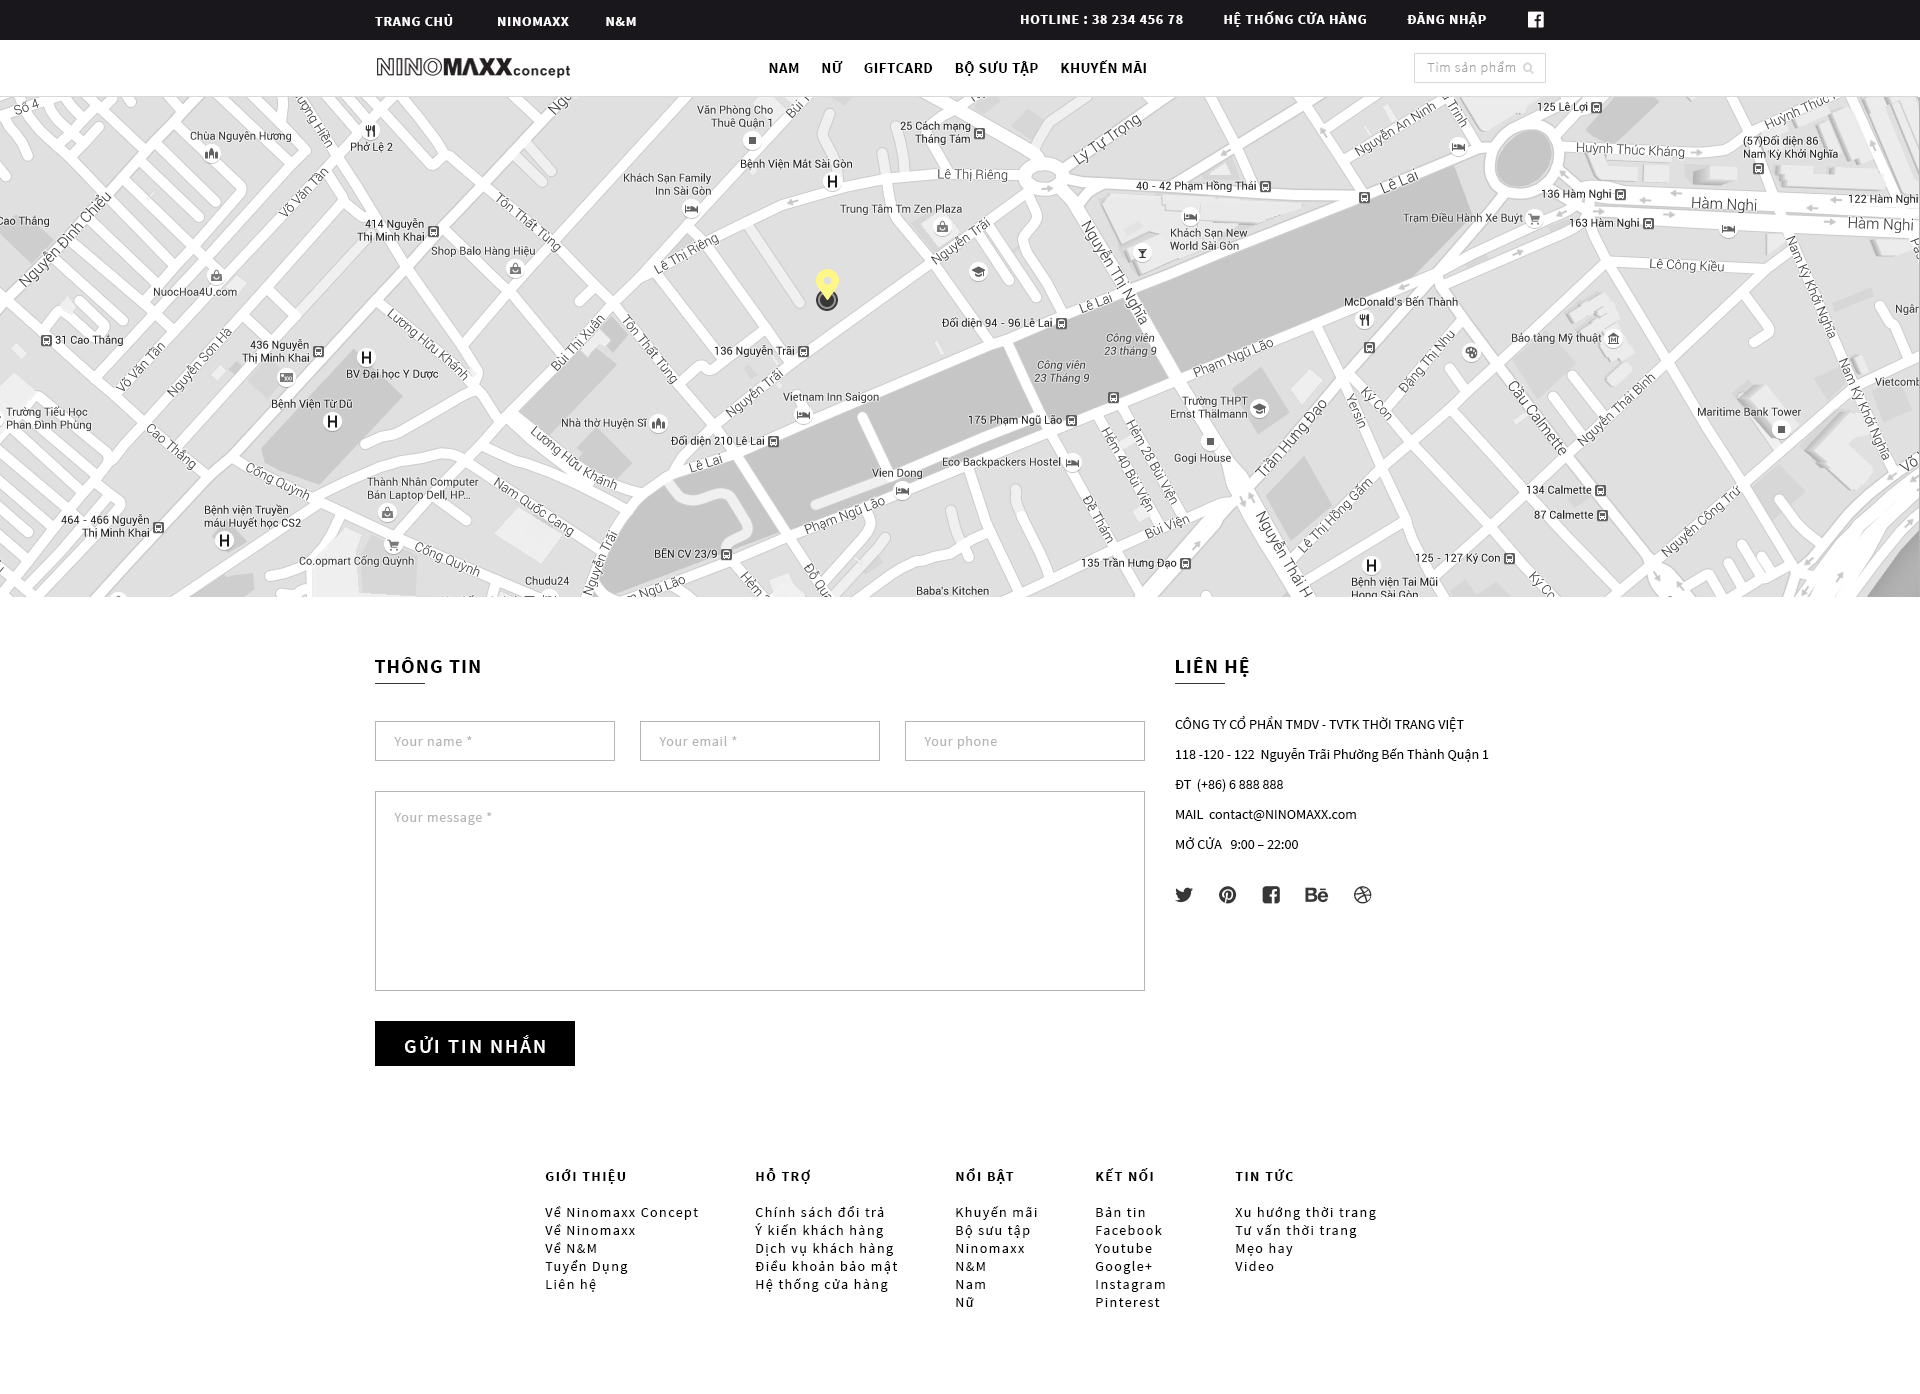 TRANG CHỦ NINOMAXX N&M HOTLINE : 38 234 456 78 HỆ THỐNG CỬA HÀNG ĐĂNG NHẬP
NINOMAXXconcept NAM NỮ GIFTCARD BỘ SƯU TẬP KHUYẾN MÃI Tìm sản phẩm
Số 4
Chùa Nguyên Hương
Phở Lệ 2
Văn Phòng Cho
Thuê Quận 1
25 Cách mạng
Tháng Tám
Lý Tự Trọng
Nguyễn An Ninh
125 Lê Lợi
Huỳnh Thúc Kháng
(57)Đối diện 86
Nam Kỳ Khởi Nghĩa
Bệnh Viện Mắt Sài Gòn
Lê Thị Riêng
Khách Sạn Family
Inn Sài Gòn
40 - 42 Phạm Hồng Thái
Lê Lai
136 Hàm Nghi
Hàm Nghi
122 Hàm Nghi
Võ Văn Tần
Tôn Thất Tùng
Nguyễn Đình Chiểu
Cao Thắng
414 Nguyễn
Thị Minh Khai
Shop Balo Hàng Hiệu
Trung Tâm Tm Zen Plaza
Nguyễn Trãi
Lê Thị Riêng
Nguyễn Thị Nghĩa
Khách Sạn New
World Sài Gòn
Trạm Điều Hành Xe Buýt
163 Hàm Nghi
Hàm Nghi
NuocHoa4U.com
Lê Công Kiều
Nam Kỳ Khởi Nghĩa
McDonald's Bến Thành
Lê Lai
Lương Hữu Khánh
Bùi Thị Xuân
Tôn Thất Tùng
Đối diện 94 - 96 Lê Lai
31 Cao Thắng
Võ Văn Tần
Nguyễn Sơn Hà
436 Nguyễn
Thị Minh Khai
BV Đại học Y Dược
136 Nguyễn Trãi
Công viên
23 tháng 9
Công viên
23 Tháng 9
Phạm Ngũ Lão
Đặng Thị Nhu
Bảo tàng Mỹ thuật
Nguyễn Trãi
Vietnam Inn Saigon
Trường THPT
Ernst Thälmann
Yersin
Ký Con
Cầu Calmette
Nguyễn Thái Bình
Nam Kỳ Khởi Nghĩa
Maritime Bank Tower
Trường Tiểu Học
Phan Đình Phùng
Bệnh Viện Từ Dũ
Cao Thắng
Nhà thờ Huyện Sĩ
Đối diện 210 Lê Lai
175 Phạm Ngũ Lão
Hẻm 28 Bùi Viện
Hẻm 40 Bùi Viện
Trần Hưng Đạo
Gogi House
Lương Hữu Khánh
Lê Lai
Eco Backpackers Hostel
Vien Dong
Cống Quỳnh
Thành Nhân Computer
Bán Laptop Dell, HP...
Nam Quốc Cang
134 Calmette
Lê Thị Hồng Gấm
Nguyễn Công Trứ
Bệnh viện Truyền
máu Huyết học CS2
464 - 466 Nguyễn
Thị Minh Khai
Phạm Ngũ Lão
Đề Thám
Bùi Viện
87 Calmette
Co.opmart Cống Quỳnh
Cống Quỳnh
Nguyễn Trãi
BẾN CV 23/9
135 Trần Hưng Đạo
125 - 127 Ký Con
Chudu24
Baba's Kitchen
Bệnh viện Tai Mũi
Họng Sài Gòn
THÔNG TIN
Your name * Your email * Your phone
Your message *
GỬI TIN NHẮN
LIÊN HỆ
CÔNG TY CỔ PHẦN TMDV - TVTK THỜI TRANG VIỆT
118 -120 - 122 Nguyễn Trãi Phường Bến Thành Quận 1
ĐT (+86) 6 888 888
MAIL contact@NINOMAXX.com
MỞ CỬA 9:00 – 22:00
GIỚI THIỆU
Về Ninomaxx Concept
Về Ninomaxx
Về N&M
Tuyển Dụng
Liên hệ
HỖ TRỢ
Chính sách đổi trả
Ý kiến khách hàng
Dịch vụ khách hàng
Điều khoản bảo mật
Hệ thống cửa hàng
NỔI BẬT
Khuyến mãi
Bộ sưu tập
Ninomaxx
N&M
Nam
Nữ
KẾT NỐI
Bản tin
Facebook
Youtube
Google+
Instagram
Pinterest
TIN TỨC
Xu hướng thời trang
Tư vấn thời trang
Mẹo hay
Video